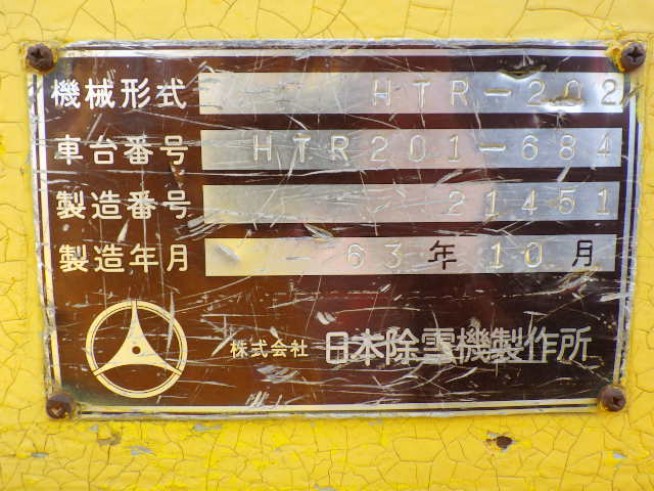 機械形式 HTR-202
車台番号 HTR201-684
製造番号 21451
製造年月 63年10月
株式会社 日本除雪機製作所